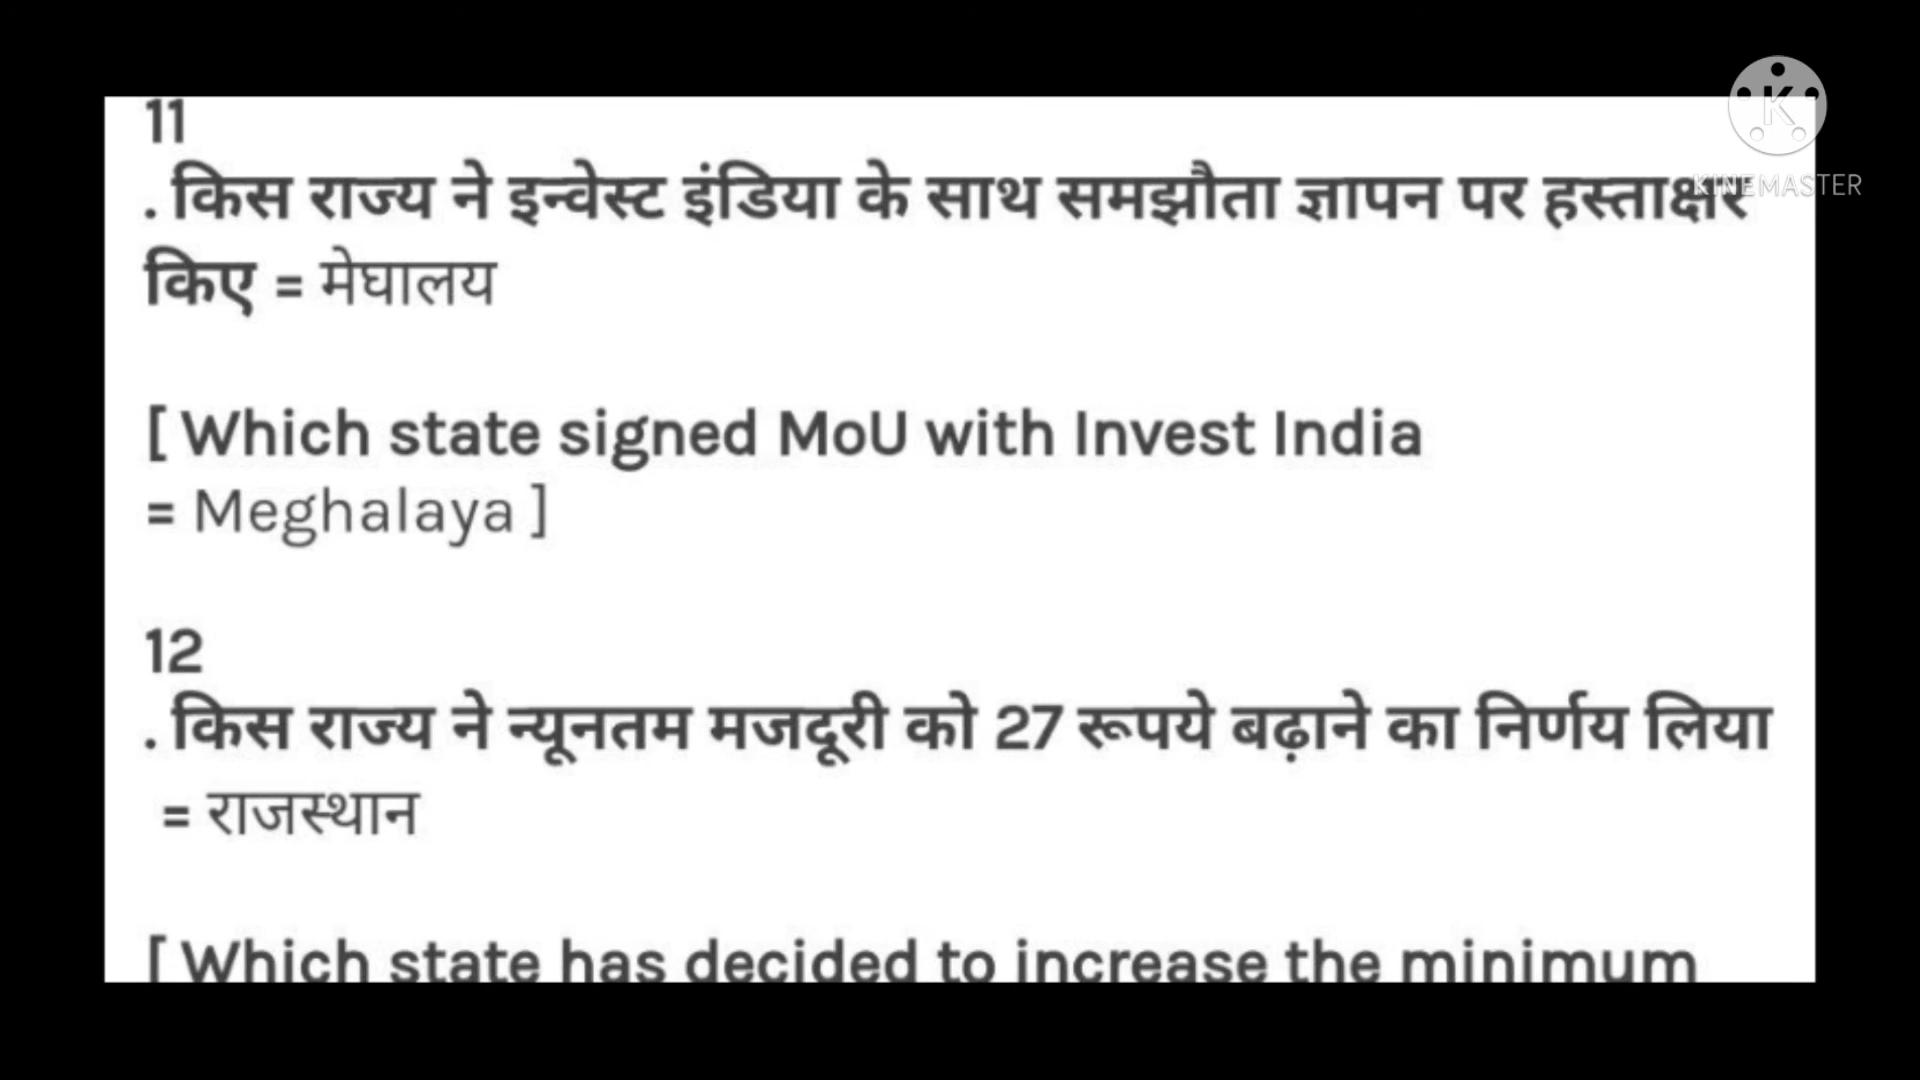 11
. किस राज्य ने इन्वेस्ट इंडिया के साथ समझौता ज्ञापन पर हस्ताक्षर
किए = मेघालय
[ Which state signed MoU with Invest India
= Meghalaya ]
12
. किस राज्य ने न्यूनतम मजदूरी को 27 रूपये बढ़ाने का निर्णय लिया
= राजस्थान
[ Which state has decided to increase the minimum
K
KINEMASTER